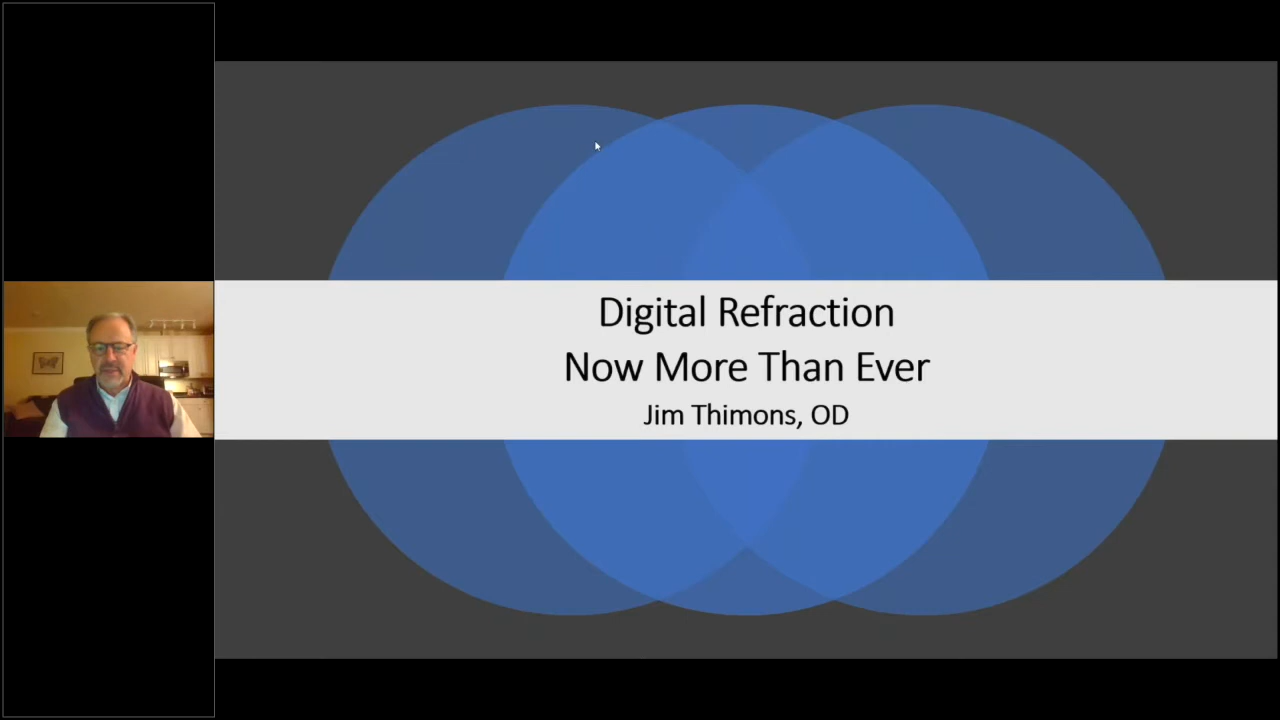 Digital Refraction
Now More Than Ever
Jim Thimons, OD